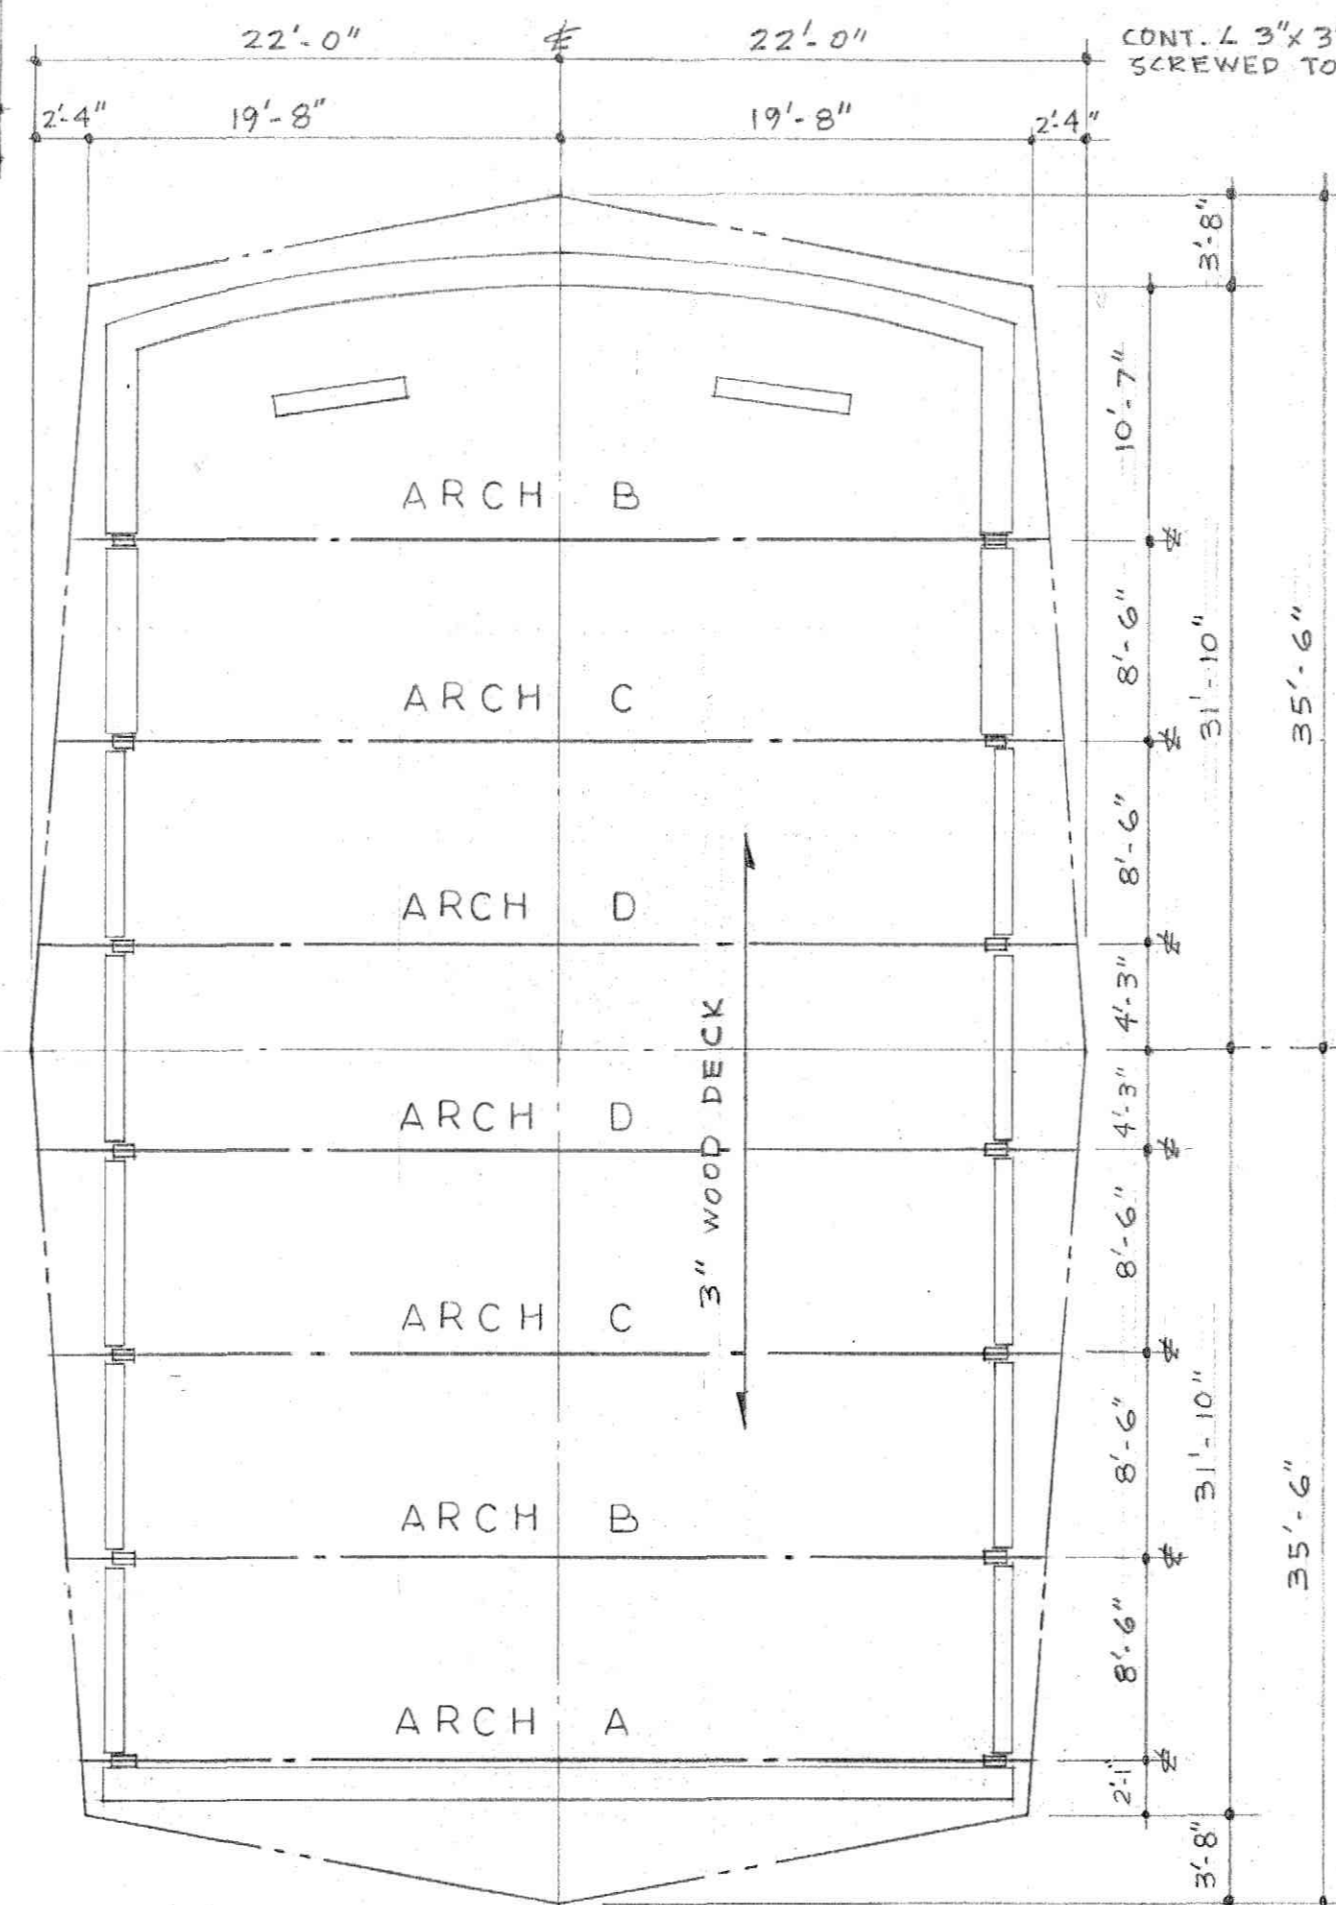 22'-0" ℄ 22'-0"
CONT. L 3"X 3"
SCREWED TO
2'-4" 19'-8" 19'-8" 2'-4"
3'-8"
10'-7"
ARCH B
8'-6"
31'-10"
35'-6"
ARCH C
8'-6"
ARCH D
4'-3"
3" WOOD DECK
4'-3"
ARCH D
8'-6"
ARCH C
8'-6"
31'-10"
35'-6"
ARCH B
8'-6"
ARCH A
2'-1"
3'-8"